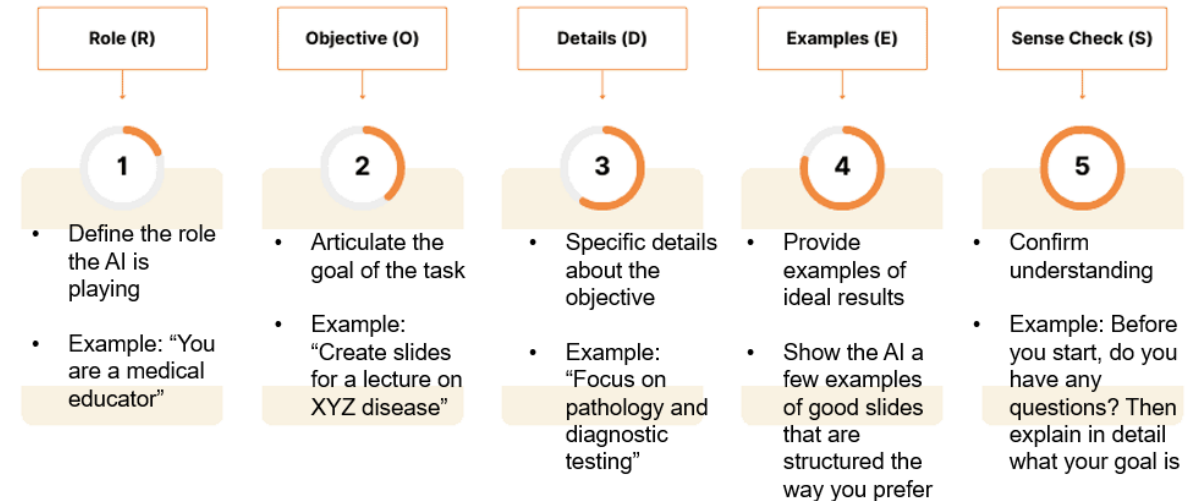 Role (R)
Objective (O)
Details (D)
Examples (E)
Sense Check (S)
1
• Define the role
the AI is
playing
• Example: “You
are a medical
educator”
2
• Articulate the
goal of the task
• Example:
“Create slides
for a lecture on
XYZ disease”
3
• Specific details
about the
objective
• Example:
“Focus on
pathology and
diagnostic
testing”
4
• Provide
examples of
ideal results
• Show the AI a
few examples
of good slides
that are
structured the
way you prefer
5
• Confirm
understanding
• Example: Before
you start, do you
have any
questions? Then
explain in detail
what your goal is